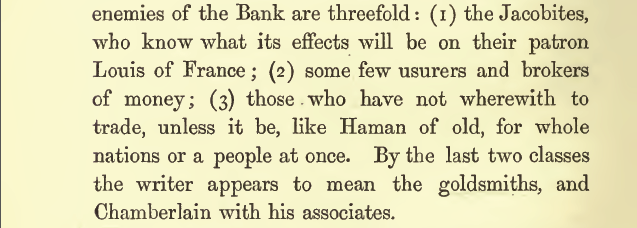 enemies of the Bank are threefold: (1) the Jacobites,
who know what its effects will be on their patron
Louis of France; (2) some few usurers and brokers
of money; (3) those who have not wherewith to
trade, unless it be, like Haman of old, for whole
nations or a people at once. By the last two classes
the writer appears to mean the goldsmiths, and
Chamberlain with his associates.